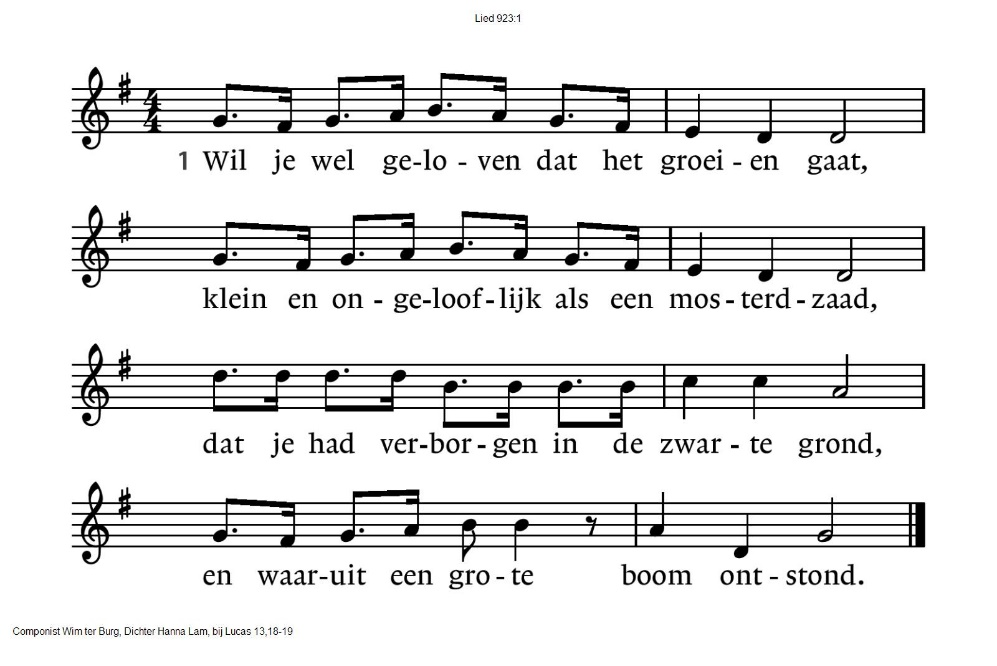 Lied 923:1
4
4
1 Wil je wel ge-lo - ven dat het groei - en gaat,
klein en on - ge-loof-lijk als een mos - terd - zaad,
dat je had ver-bor - gen in de zwar - te grond,
en waar-uit een gro - te boom ont - stond.
Componist Wim ter Burg, Dichter Hanna Lam, bij Lucas 13,18-19